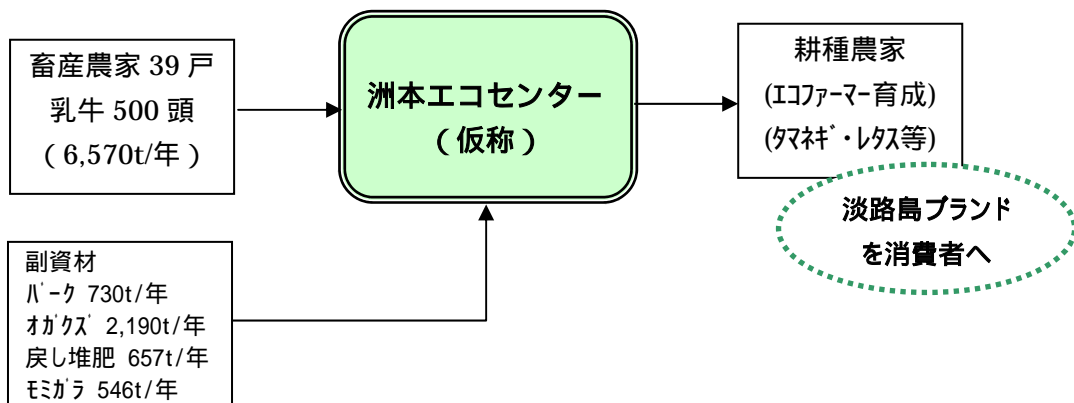 畜産農家 39 戸
乳牛 500 頭
（ 6,570t/年 ）
洲本エコセンター
（ 仮称 ）
耕種農家
(ｴｺﾌｧｰﾏｰ育成)
(ﾀﾏﾈｷﾞ・ﾚﾀｽ等)
淡路島ブランド
を消費者へ
副資材
ﾊﾞｰｸ 730t/年
ｵｶﾞｸｽﾞ 2,190t/年
戻し堆肥 657t/年
ﾓﾐｶﾞﾗ 546t/年